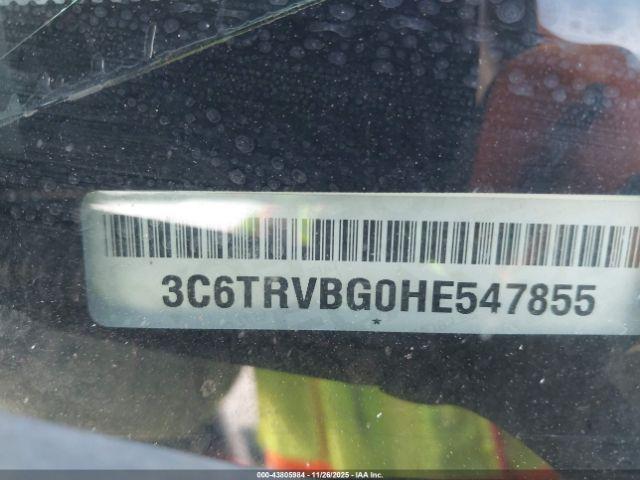 3C6TRVBG0HE547855
*
000-43805984 | 11/26/2025 | IAA Inc.